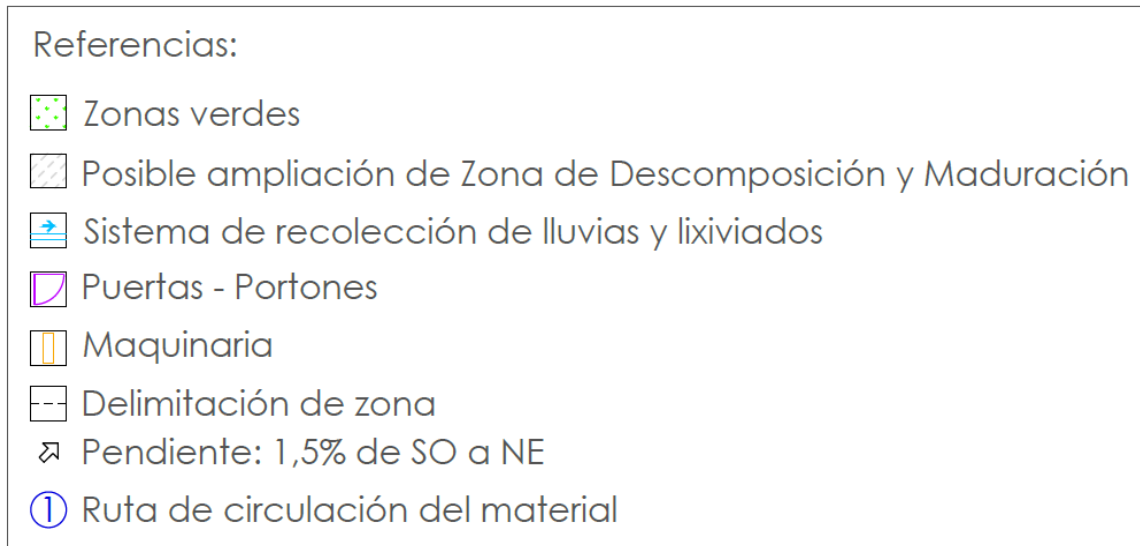 Referencias:
Zonas verdes
Posible ampliación de Zona de Descomposición y Maduración
Sistema de recolección de lluvias y lixiviados
Puertas - Portones
Maquinaria
Delimitación de zona
Pendiente: 1,5% de SO a NE
1 Ruta de circulación del material